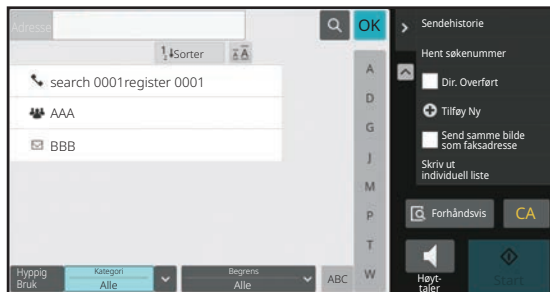 Adresse
OK
Sorter
search 0001register 0001
AAA
BBB
A
D
G
J
M
P
T
W
Hyppig
Bruk
Kategori
Alle
Begrens
Alle
ABC
Sendehistorie
Hent søkenummer
Dir. Overført
Tilføy Ny
Send samme bilde
som faksadresse
Skriv ut
individuell liste
Forhåndsvis
CA
Høyt-
taler
Start